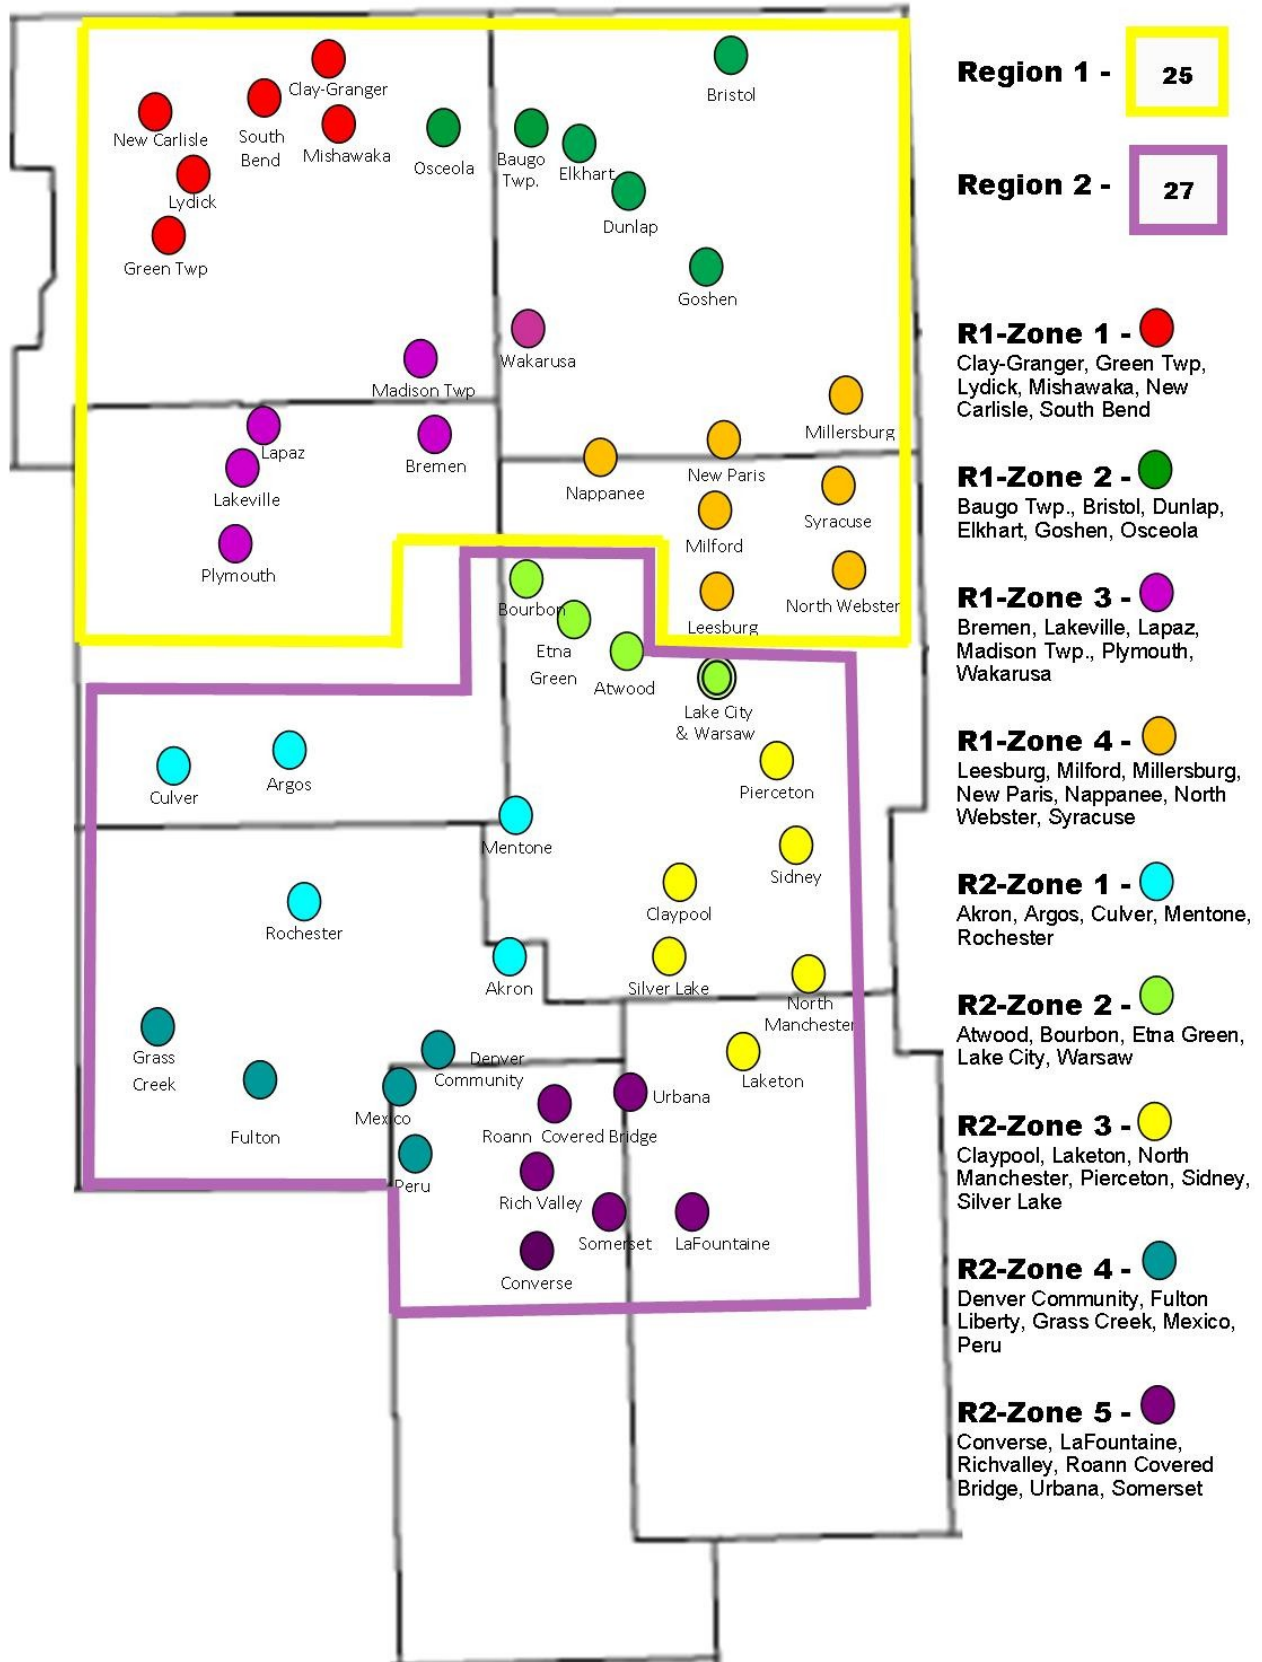 Clay-Granger
Bristol
New Carlisle
South
Bend
Mishawaka
Osceola
Baugo
Twp.
Elkhart
Lydick
Dunlap
Green Twp
Goshen
Wakarusa
Madison Twp
Millersburg
Lapaz
Bremen
New Paris
Lakeville
Nappanee
Syracuse
Milford
Plymouth
North Webster
Bourbon
Leesburg
Etna
Green
Atwood
Lake City
& Warsaw
Culver
Argos
Pierceton
Mentone
Sidney
Claypool
Rochester
Akron
Silver Lake
North
Manchester
Grass
Creek
Denver
Community
Laketon
Mexico
Urbana
Fulton
Roann Covered Bridge
Peru
Rich Valley
Somerset
LaFountaine
Converse
Region 1 - 25
Region 2 - 27
R1-Zone 1 -
Clay-Granger, Green Twp,
Lydick, Mishawaka, New
Carlisle, South Bend
R1-Zone 2 -
Baugo Twp., Bristol, Dunlap,
Elkhart, Goshen, Osceola
R1-Zone 3 -
Bremen, Lakeville, Lapaz,
Madison Twp., Plymouth,
Wakarusa
R1-Zone 4 -
Leesburg, Milford, Millersburg,
New Paris, Nappanee, North
Webster, Syracuse
R2-Zone 1 -
Akron, Argos, Culver, Mentone,
Rochester
R2-Zone 2 -
Atwood, Bourbon, Etna Green,
Lake City, Warsaw
R2-Zone 3 -
Claypool, Laketon, North
Manchester, Pierceton, Sidney,
Silver Lake
R2-Zone 4 -
Denver Community, Fulton
Liberty, Grass Creek, Mexico,
Peru
R2-Zone 5 -
Converse, LaFountaine,
Richvalley, Roann Covered
Bridge, Urbana, Somerset